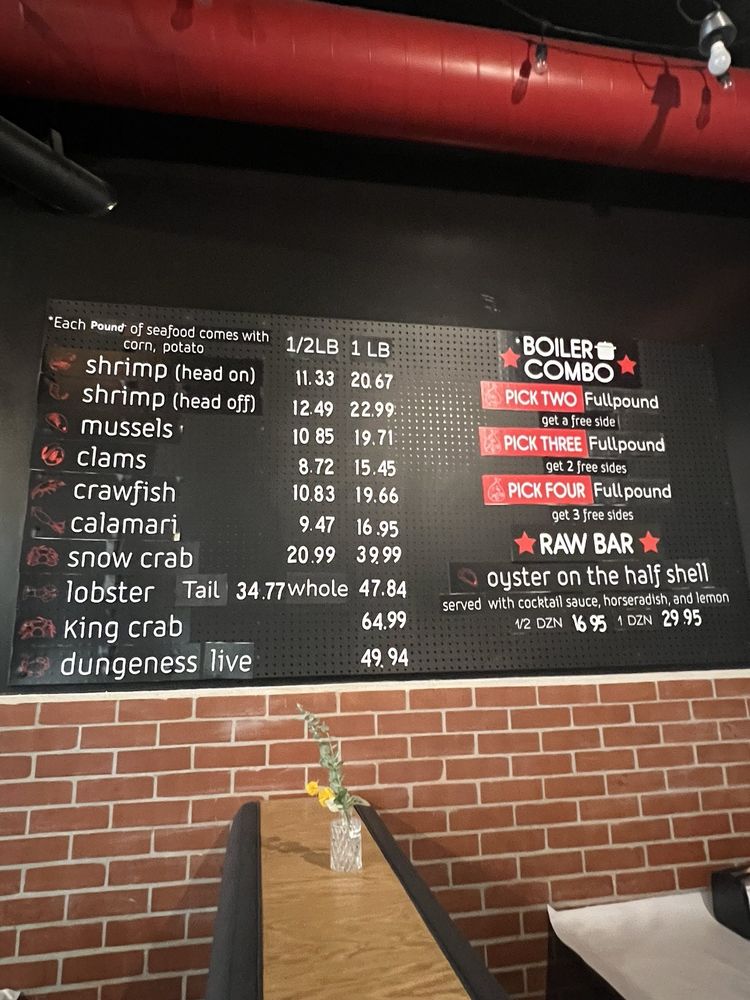 *Each Pound of seafood comes with
corn, potato
1/2LB 1 LB
shrimp (head on) 11.33 20.67
shrimp (head off) 12.49 22.99
mussels 10 85 19.71
clams 8.72 15.45
crawfish 10.83 19.66
calamari 9.47 16.95
snow crab 20.99 39.99
lobster Tail 34.77 whole 47.84
King crab 64.99
dungeness live 49.94
*BOILER
COMBO
PICK TWO Fullpound
get a free side
PICK THREE Fullpound
get 2 free sides
PICK FOUR Fullpound
get 3 free sides
RAW BAR
oyster on the half shell
served with cocktail sauce, horseradish, and lemon
1/2 DZN 16 95 1 DZN 29.95